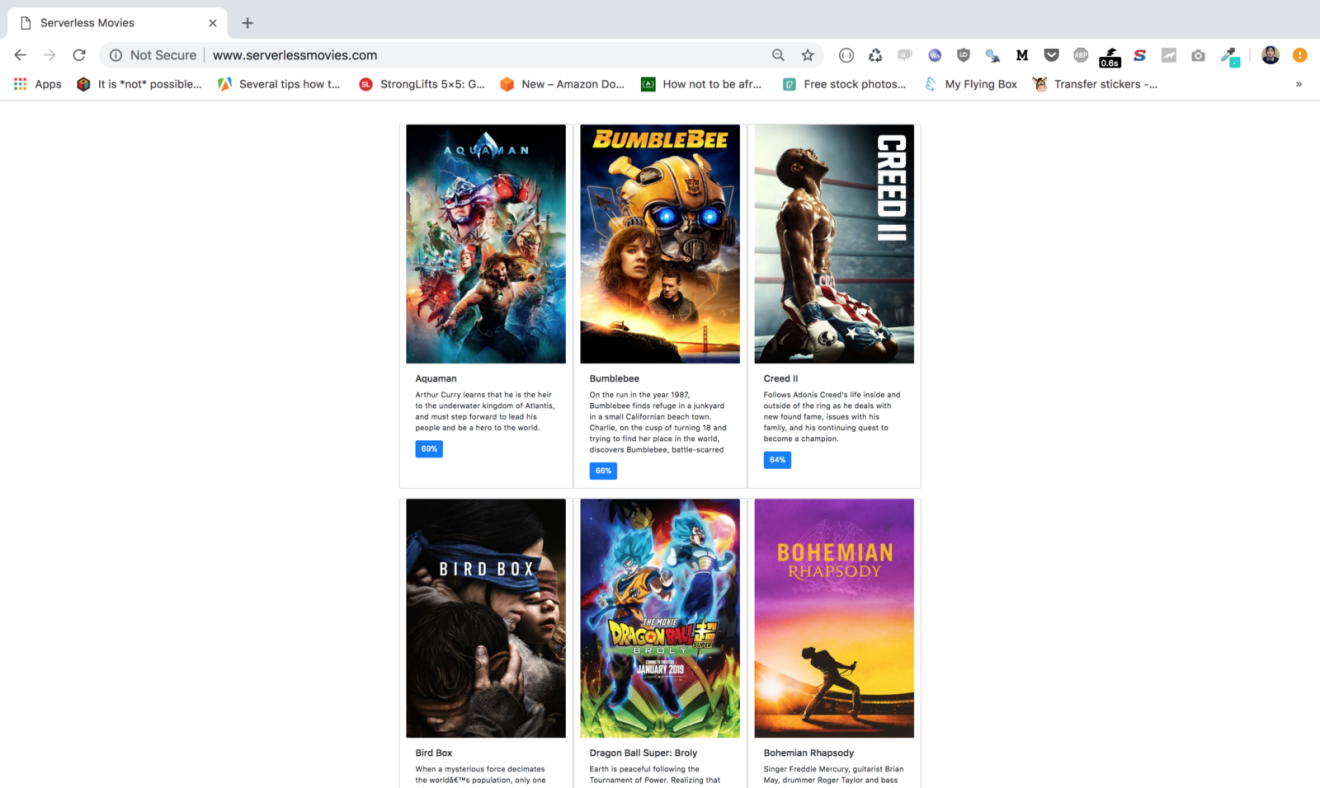 Serverless Movies
Not Secure www.serverlessmovies.com
0.6s
Apps It is *not* possible... Several tips how t... StrongLifts 5×5: G... New – Amazon Do... How not to be afr... Free stock photos... My Flying Box Transfer stickers -... »
AQUAMAN
BUMBLEBEE
CREED II
CREED
Aquaman
Arthur Curry learns that he is the heir
to the underwater kingdom of Atlantis,
and must step forward to lead his
people and be a hero to the world.
69%
Bumblebee
On the run in the year 1987,
Bumblebee finds refuge in a junkyard
in a small Californian beach town.
Charlie, on the cusp of turning 18 and
trying to find her place in the world,
discovers Bumblebee, battle-scarred
66%
Creed II
Follows Adonis Creed's life inside and
outside of the ring as he deals with
new found fame, issues with his
family, and his continuing quest to
become a champion.
64%
BIRD BOX
THE MOVIE
DRAGON BALL 超
BROLY
COMING TO THEATERS
JANUARY 2019
BOHEMIAN
RHAPSODY
Bird Box
When a mysterious force decimates
the worldâ€™s population, only one
Dragon Ball Super: Broly
Earth is peaceful following the
Tournament of Power. Realizing that
Bohemian Rhapsody
Singer Freddie Mercury, guitarist Brian
May, drummer Roger Taylor and bass